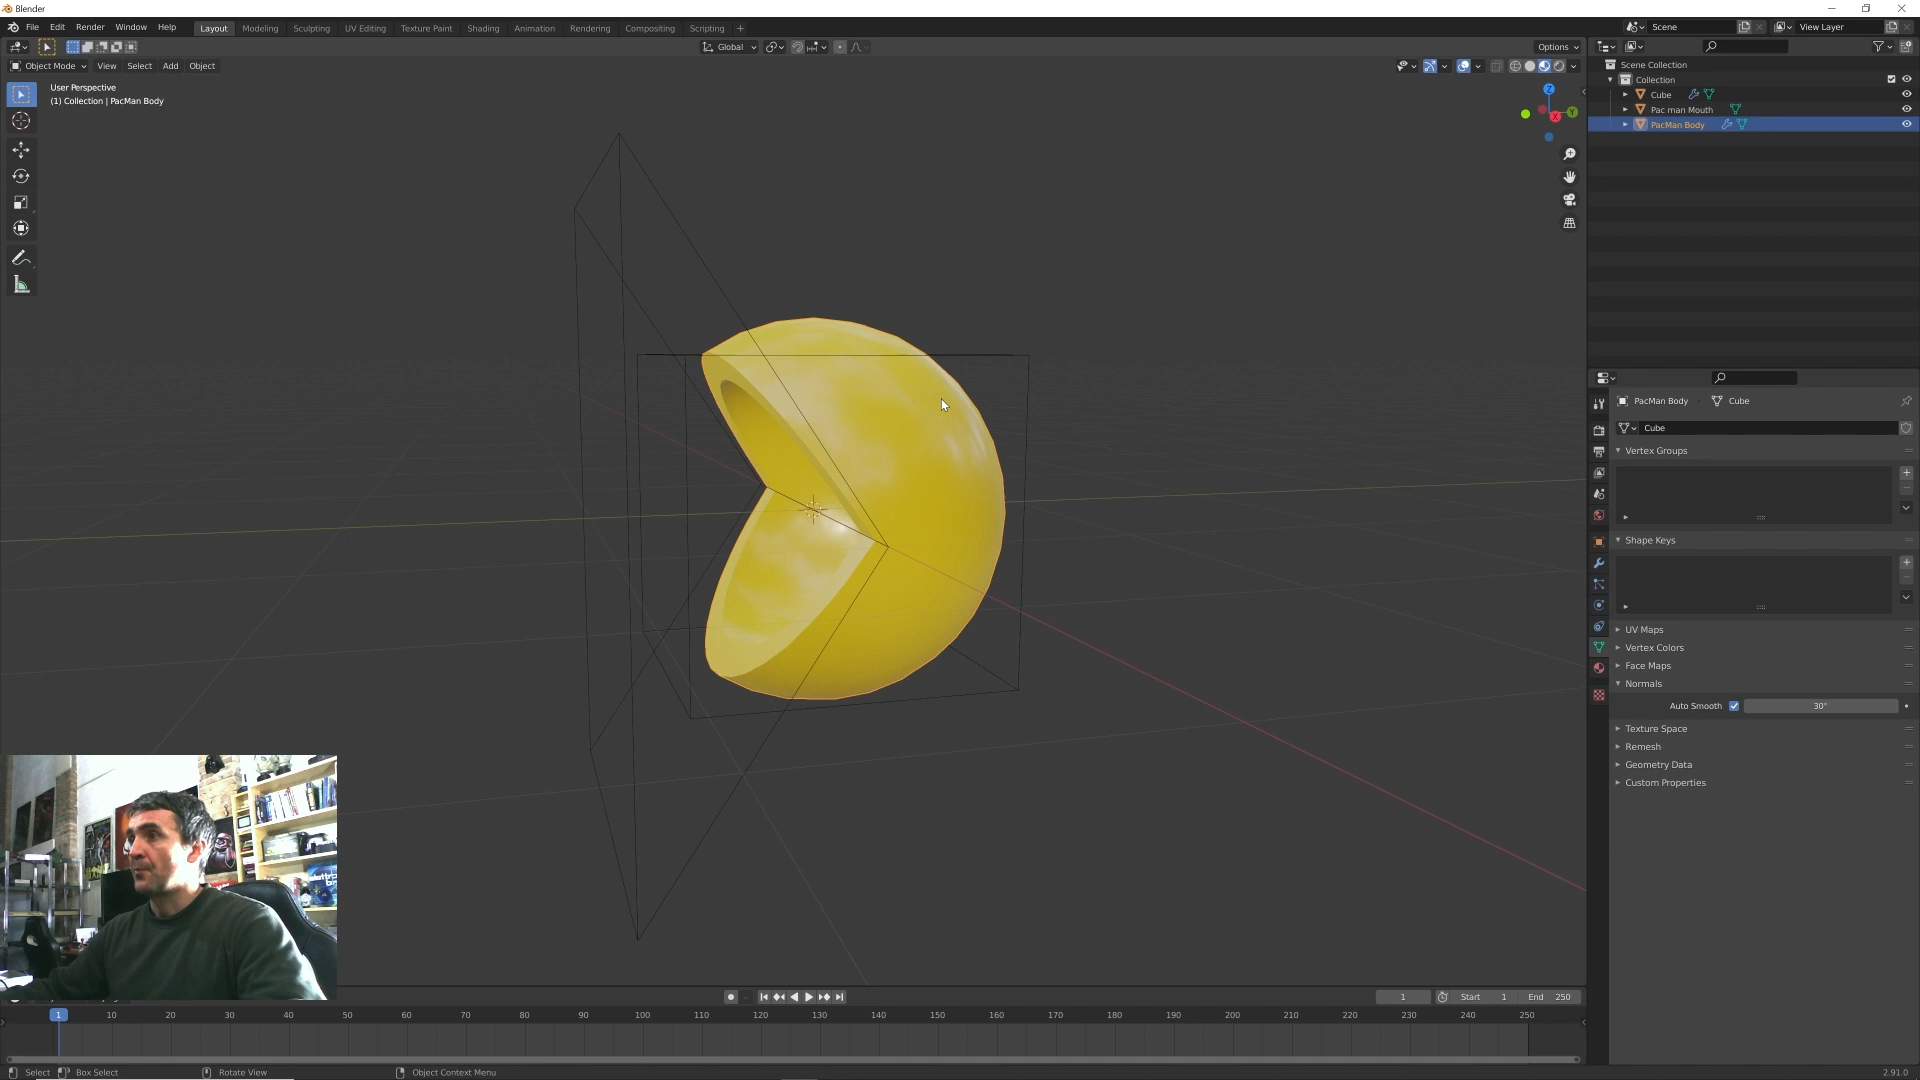 Blender
File Edit Render Window Help Layout Modeling Sculpting UV Editing Texture Paint Shading Animation Rendering Compositing Scripting + Scene View Layer
Global Options
Object Mode View Select Add Object
User Perspective
(1) Collection | PacMan Body
Z
Y
X
Scene Collection
Collection
Cube
Pac man Mouth
PacMan Body
PacMan Body Cube
Cube
Vertex Groups
Shape Keys
UV Maps
Vertex Colors
Face Maps
Normals
Auto Smooth 30°
Texture Space
Remesh
Geometry Data
Custom Properties
1 Start 1 End 250
1 10 20 30 40 50 60 70 80 90 100 110 120 130 140 150 160 170 180 190 200 210 220 230 240 250
Select Box Select Rotate View Object Context Menu 2.91.0